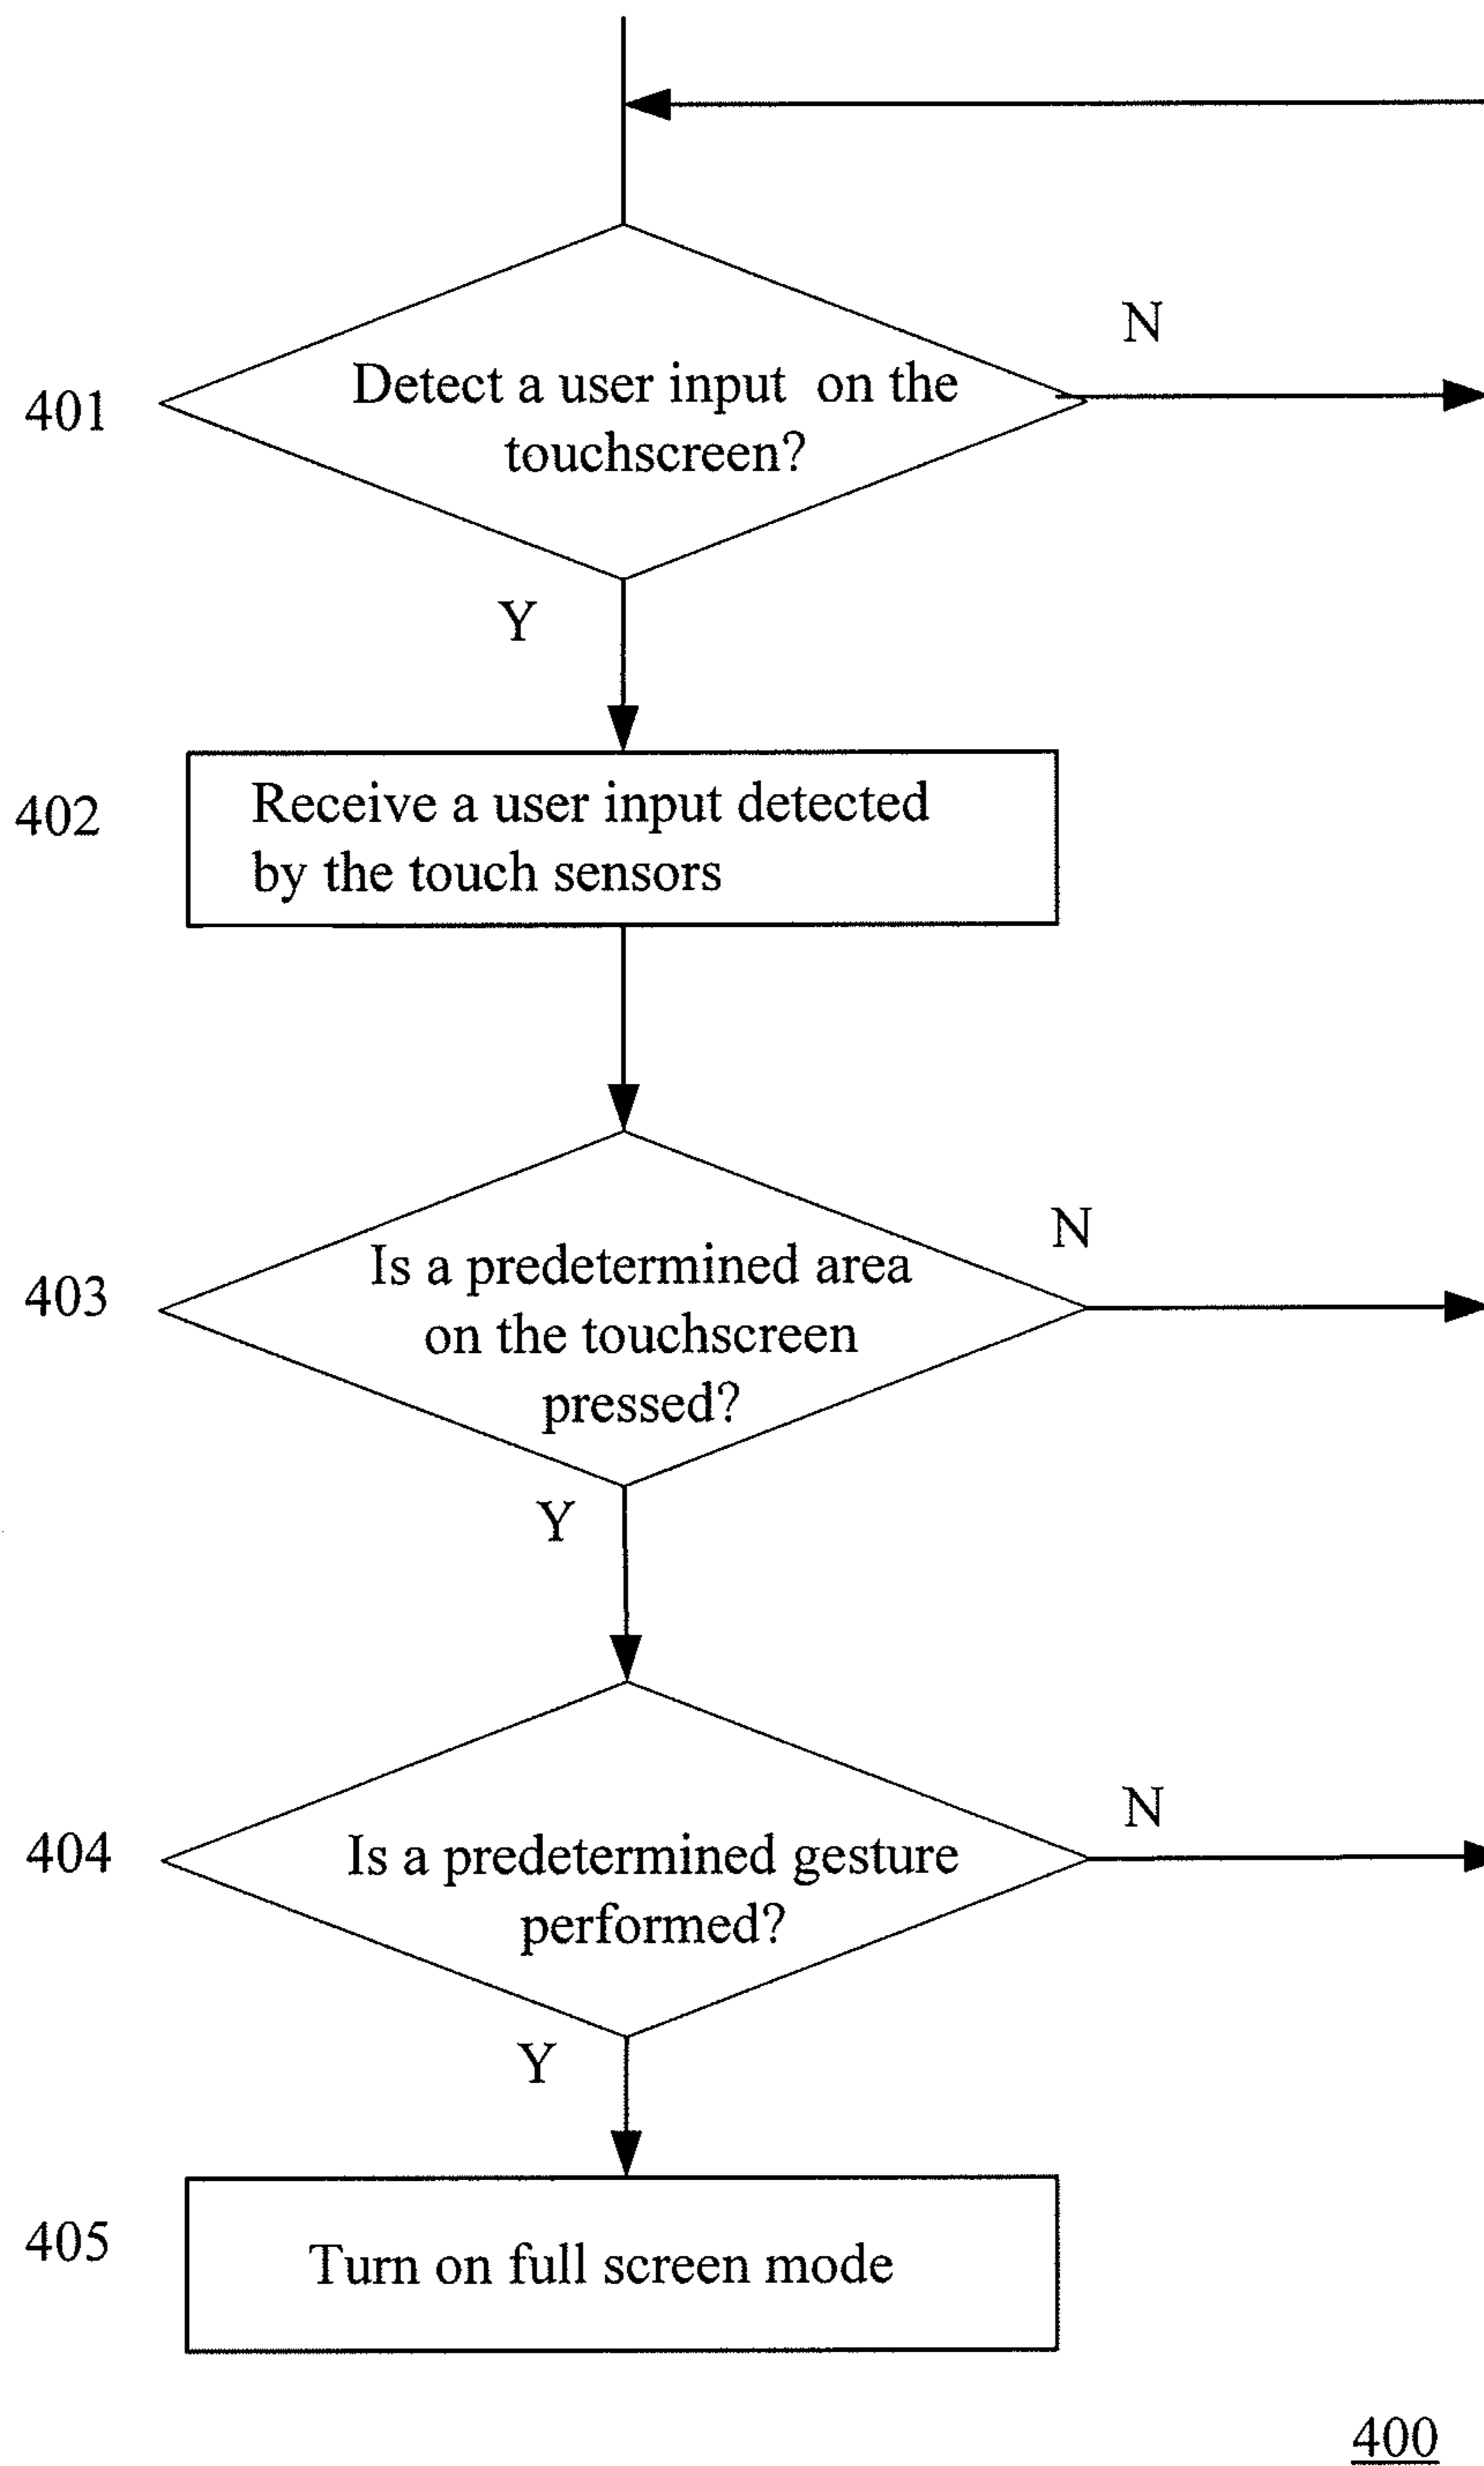 N
401
Detect a user input on the
touchscreen?
Y
402
Receive a user input detected
by the touch sensors
N
403
Is a predetermined area
on the touchscreen
pressed?
Y
N
404
Is a predetermined gesture
performed?
Y
405
Turn on full screen mode
400